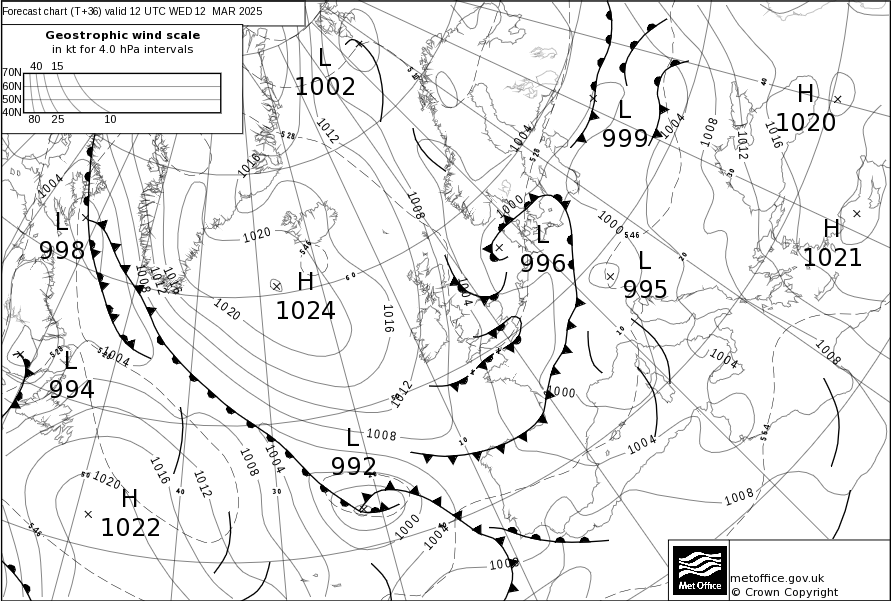 Forecast chart (T+36) valid 12 UTC WED 12 MAR 2025
Geostrophic wind scale
in kt for 4.0 hPa intervals
40 15
70N
60N
50N
40N
80 25 10
L
1002
L
999
H
1020
L
998
H
1021
L
996
L
995
H
1024
L
994
L
992
H
1022
1012
1016
528
510
1004
528
1004
1008
1012
1016
40
1004
1008
1000
1000
546
1020
546
60
1008
1012
1016
1020
1016
1004
1004
1008
1012
1000
1004
1008
10
1020
1016
1012
1008
1004
50
40
30
546
1000
1004
1008
1004
1008
564
20
10
30
Met Office
metoffice.gov.uk
© Crown Copyright